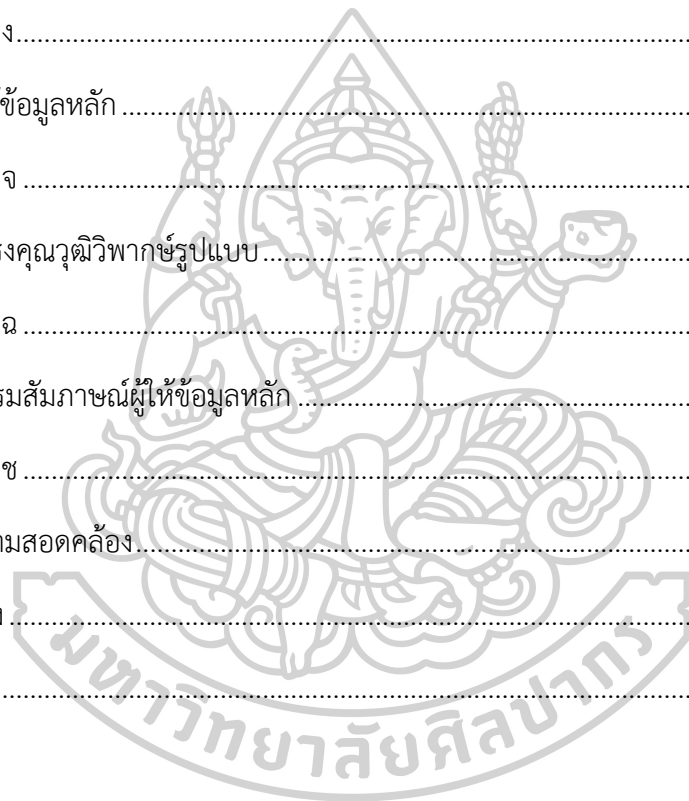 ง
ข้อมูลหลัก
จ
งคุณวุฒิวิพากษ์รูปแบบ
ฉ
รมสัมภาษณ์ผู้ให้ข้อมูลหลัก
ช
ามสอดคล้อง
มหาวิทยาลัยศิลปากร